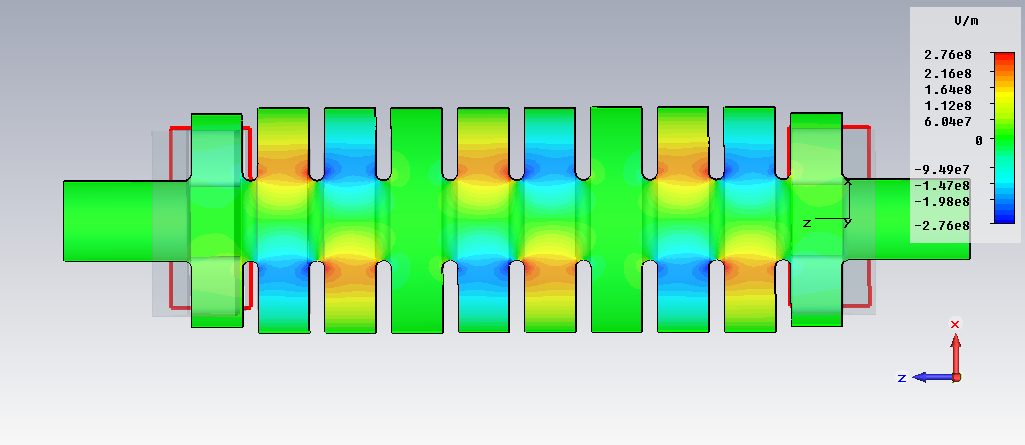 V/m
2.76e8
2.16e8
1.64e8
1.12e8
6.04e7
0
-9.49e7
-1.47e8
-1.98e8
-2.76e8
x
z
y
x
z